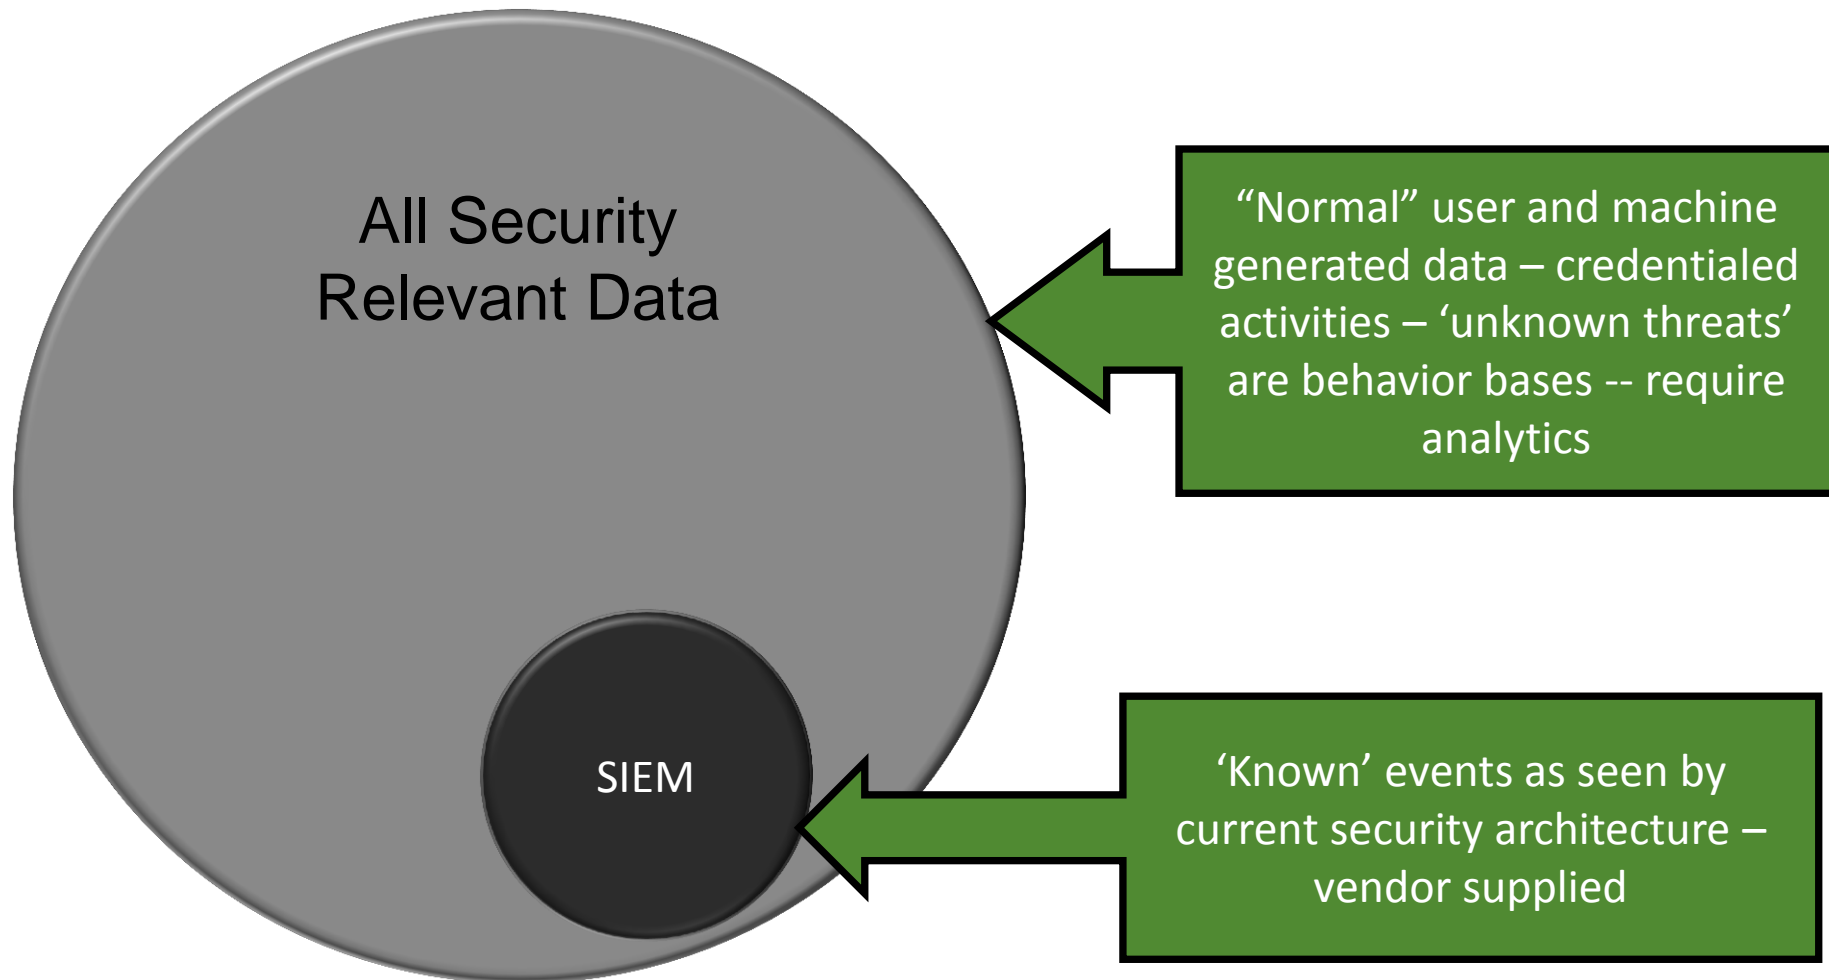 All Security
Relevant Data
“Normal” user and machine
generated data – credentialed
activities – ‘unknown threats’
are behavior bases -- require
analytics
SIEM
‘Known’ events as seen by
current security architecture –
vendor supplied